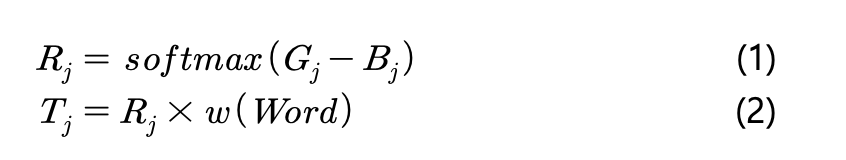 R_j = softmax(G_j − B_j) (1)
T_j = R_j × w(Word) (2)